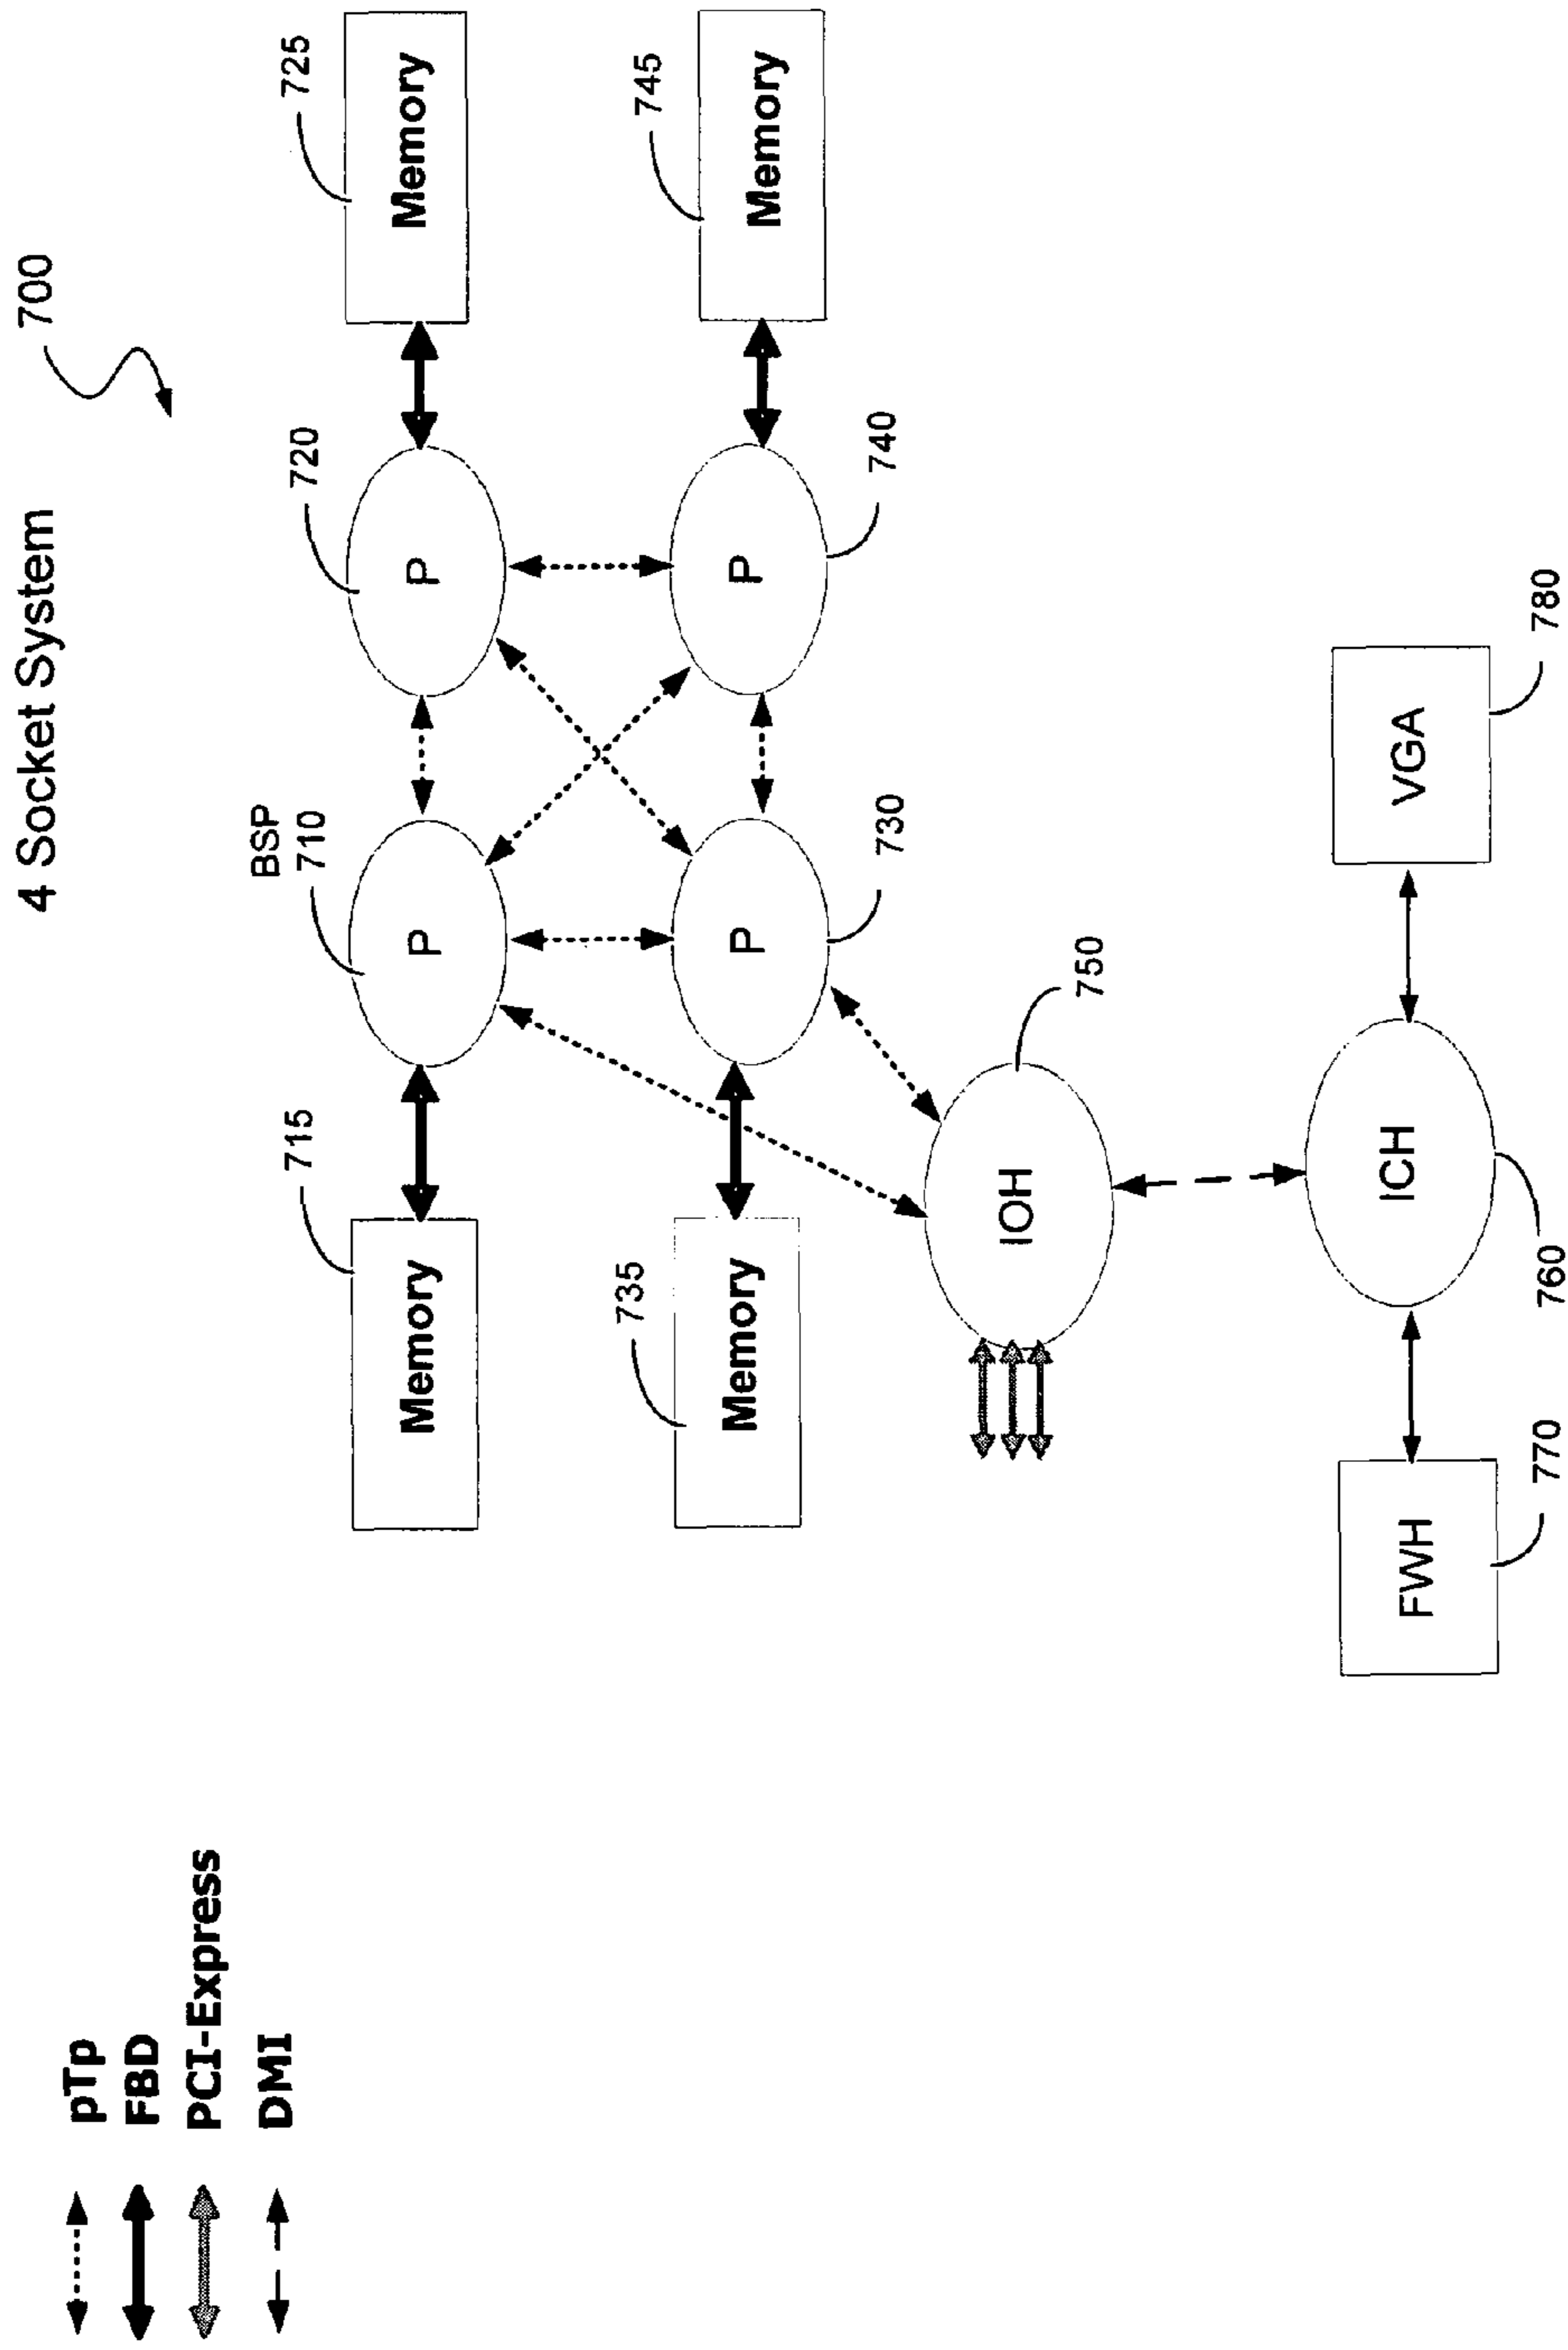 4 Socket System
700
BSP
710
720
715
Memory
P
P
Memory
725
735
Memory
P
P
Memory
745
730
740
750
IOH
FWH
ICH
VGA
770
760
780
pTp
FBD
PCI-Express
DMI